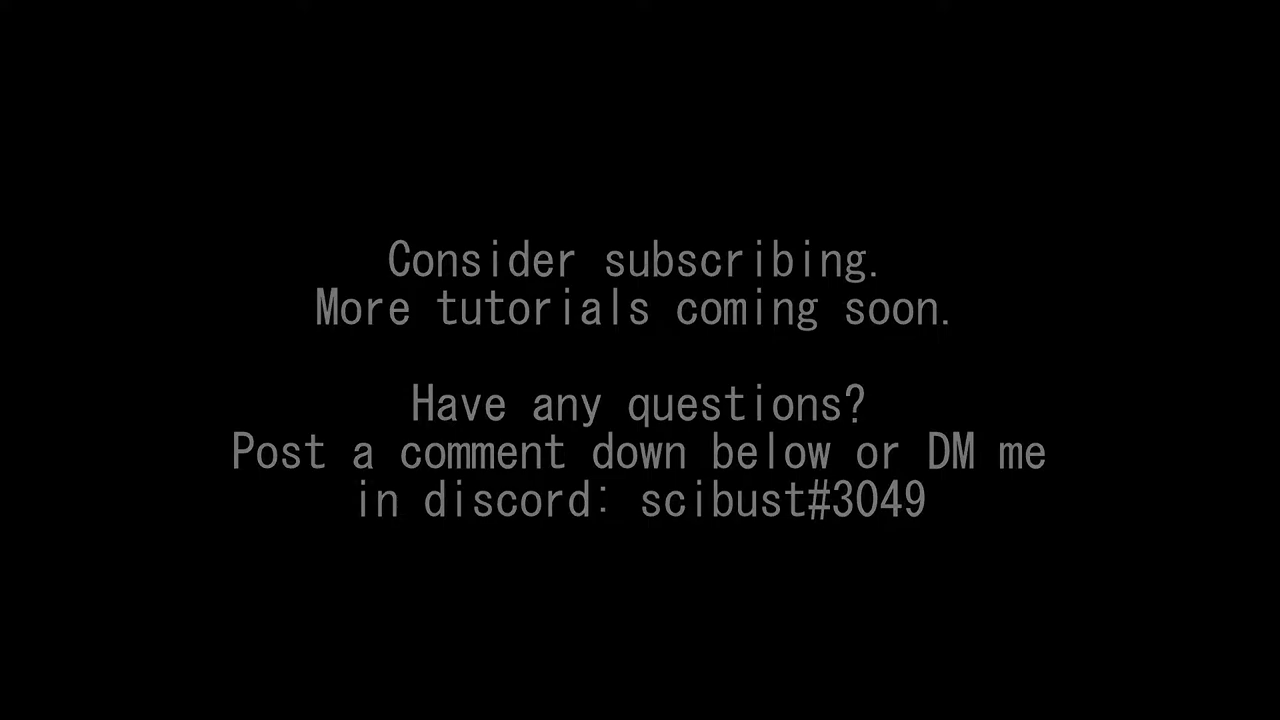 Consider subscribing.
More tutorials coming soon.
Have any questions?
Post a comment down below or DM me
in discord: scibust#3049